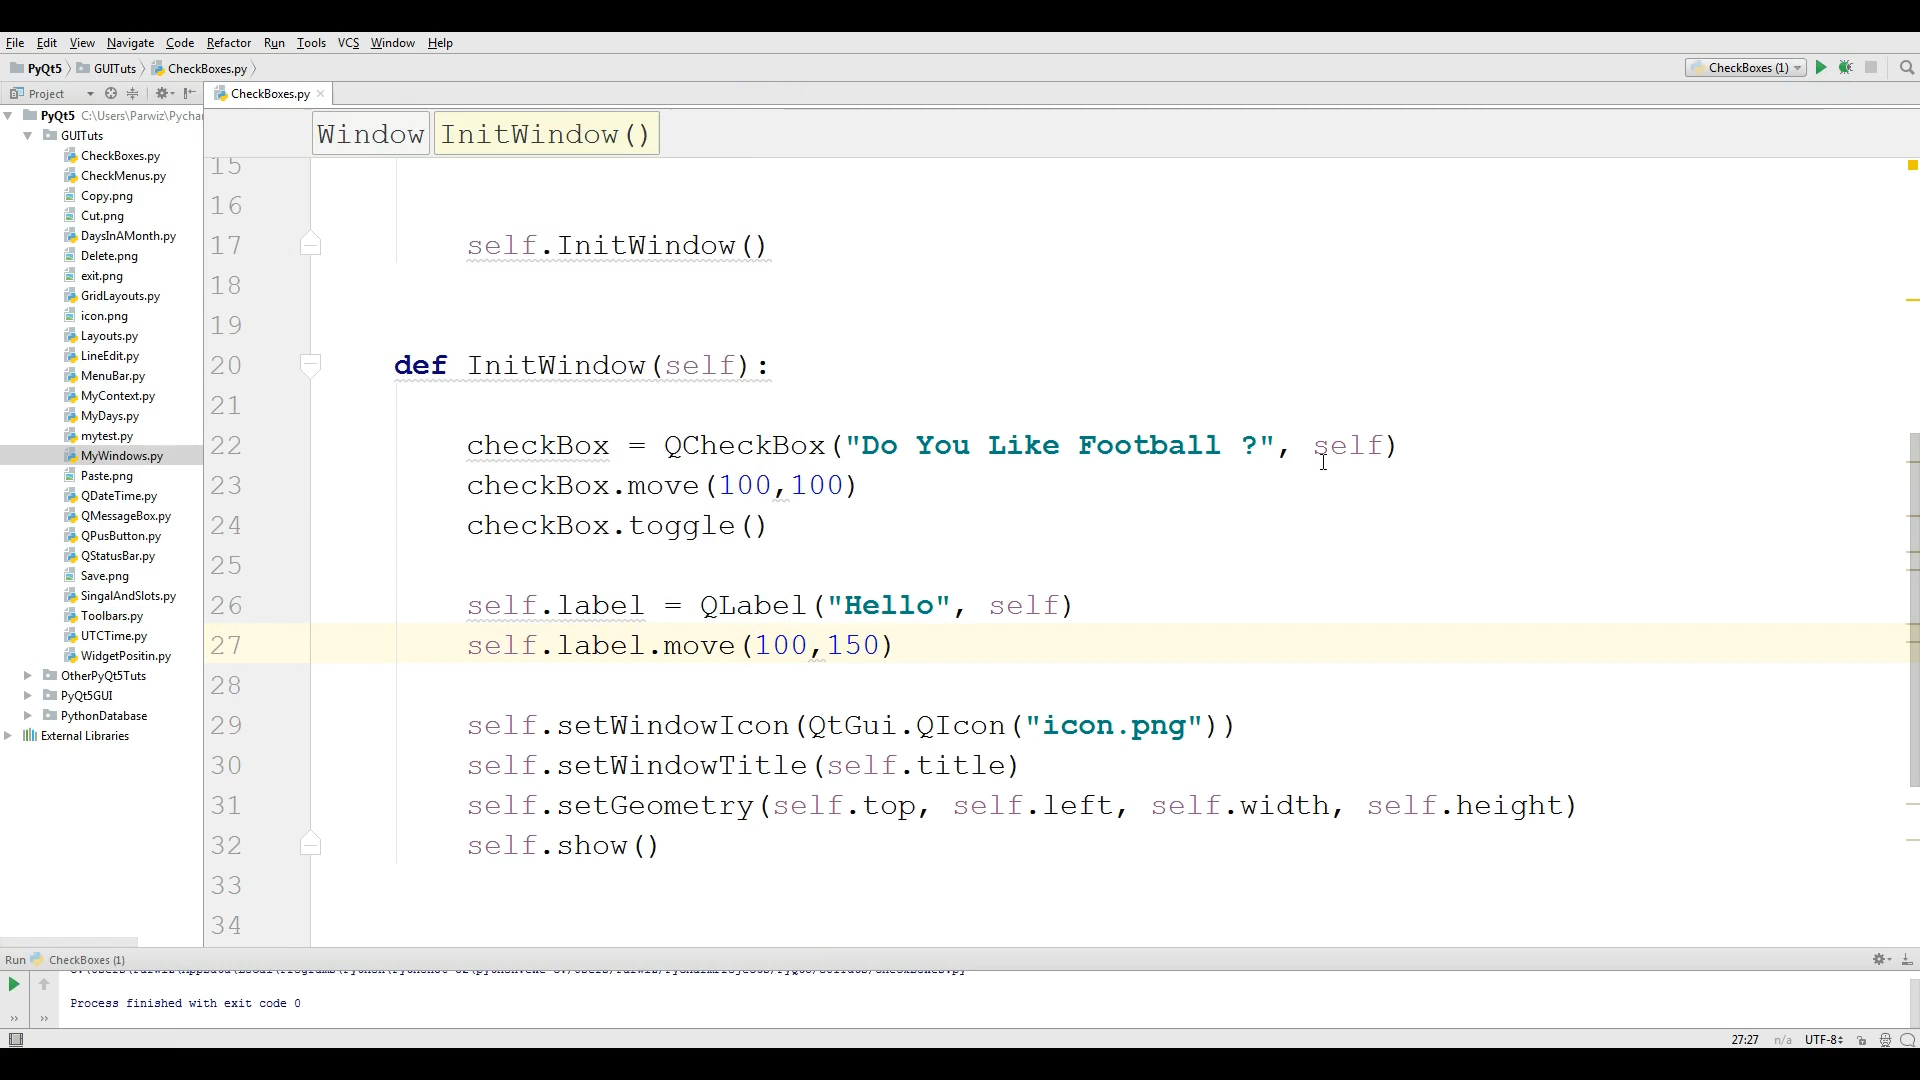 File Edit View Navigate Code Refactor Run Tools VCS Window Help
PyQt5 GUITuts CheckBoxes.py CheckBoxes (1)
Project CheckBoxes.py
PyQt5 C:\Users\Parwiz\Pychar
GUITuts
CheckBoxes.py
CheckMenus.py
Copy.png
Cut.png
DaysInAMonth.py
Delete.png
exit.png
GridLayouts.py
icon.png
Layouts.py
LineEdit.py
MenuBar.py
MyContext.py
MyDays.py
mytest.py
MyWindows.py
Paste.png
QDateTime.py
QMessageBox.py
QPusButton.py
QStatusBar.py
Save.png
SingalAndSlots.py
Toolbars.py
UTCTime.py
WidgetPositin.py
OtherPyQt5Tuts
PyQt5GUI
PythonDatabase
External Libraries
Window InitWindow()
15
16
17 self.InitWindow()
18
19
20 def InitWindow(self):
21
22 checkBox = QCheckBox("Do You Like Football ?", self)
23 checkBox.move(100,100)
24 checkBox.toggle()
25
26 self.label = QLabel("Hello", self)
27 self.label.move(100,150)
28
29 self.setWindowIcon(QtGui.QIcon("icon.png"))
30 self.setWindowTitle(self.title)
31 self.setGeometry(self.top, self.left, self.width, self.height)
32 self.show()
33
34
Run CheckBoxes (1)
Process finished with exit code 0
27:27 n/a UTF-8